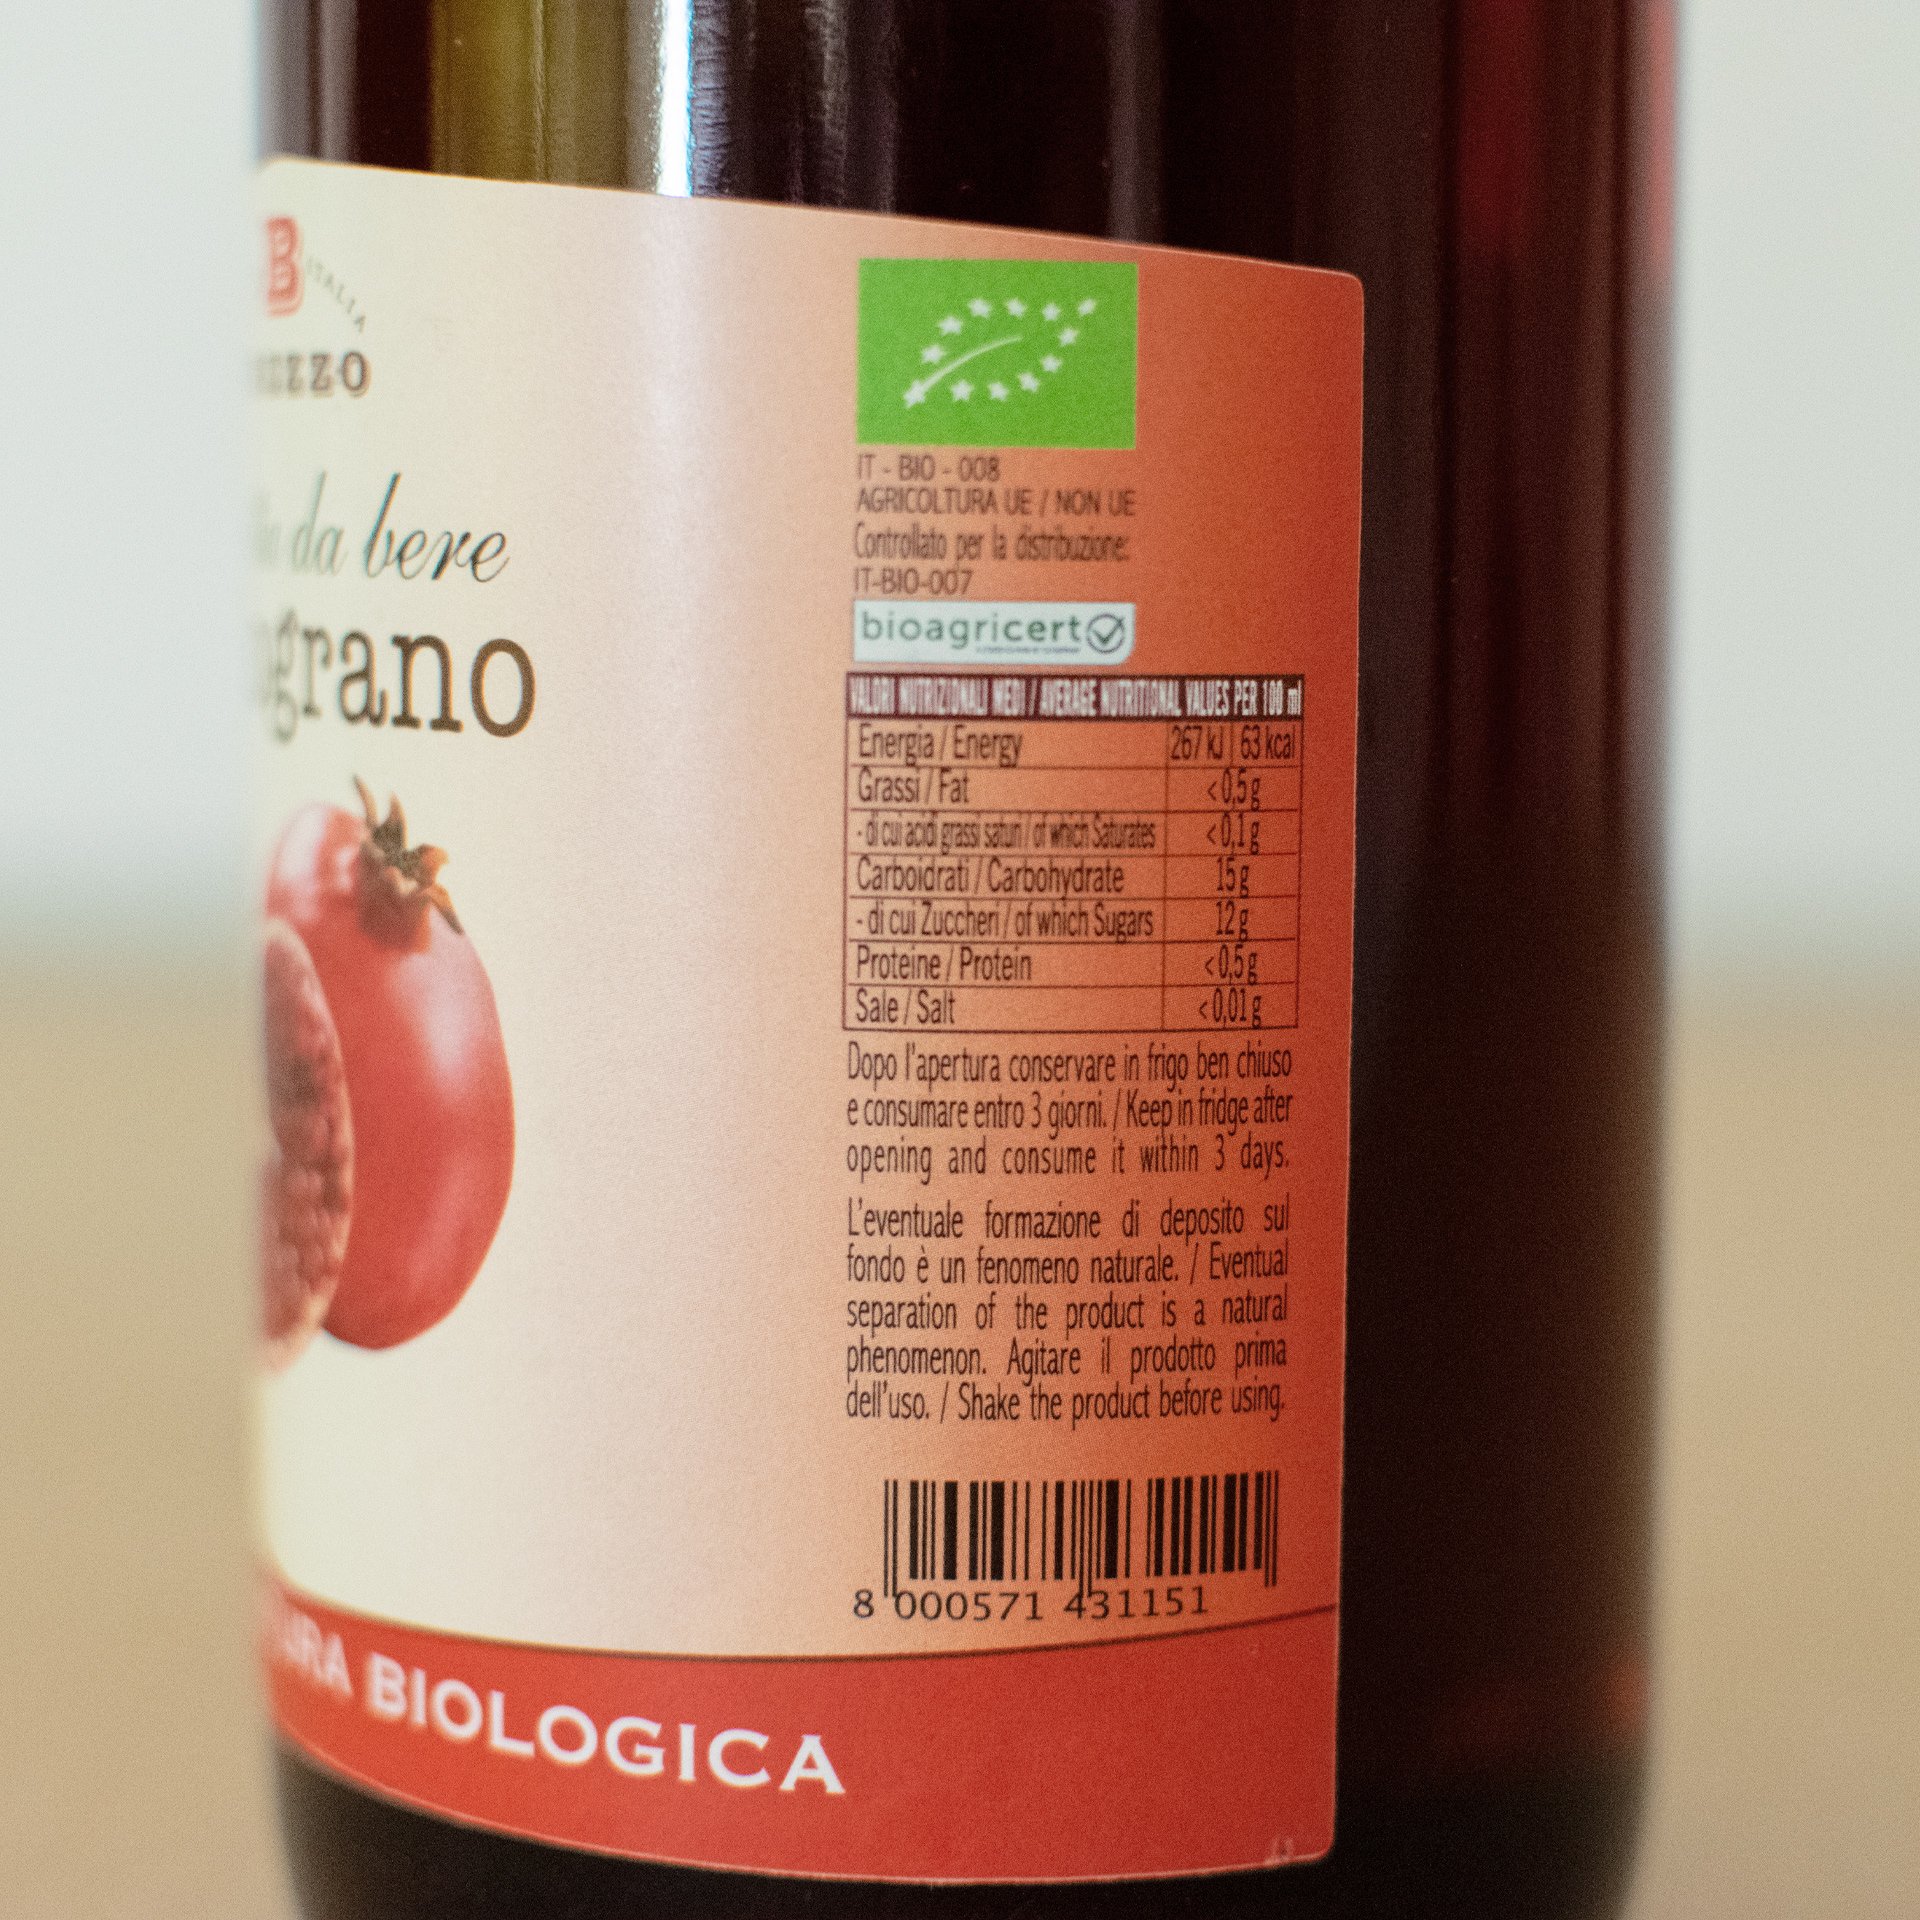 B
ITALIA
da bere
grano
IT - BIO - 008
AGRICOLTURA UE / NON UE
Controllato per la distribuzione:
IT-BIO-007
bioagricert
VALORI NUTRIZIONALI MEDI / AVERAGE NUTRITIONAL VALUES PER 100 ml
Energia / Energy 267 kJ | 63 kcal
Grassi / Fat <0,5 g
- di cui acidi grassi saturi / of which Saturates <0,1 g
Carboidrati / Carbohydrate 15 g
- di cui Zuccheri / of which Sugars 12 g
Proteine / Protein <0,5 g
Sale / Salt <0,01 g
Dopo l'apertura conservare in frigo ben chiuso
e consumare entro 3 giorni. / Keep in fridge after
opening and consume it within 3 days.
L'eventuale formazione di deposito sul
fondo è un fenomeno naturale. / Eventual
separation of the product is a natural
phenomenon. Agitare il prodotto prima
dell'uso. / Shake the product before using.
8 000571 431151
BIOLOGICA